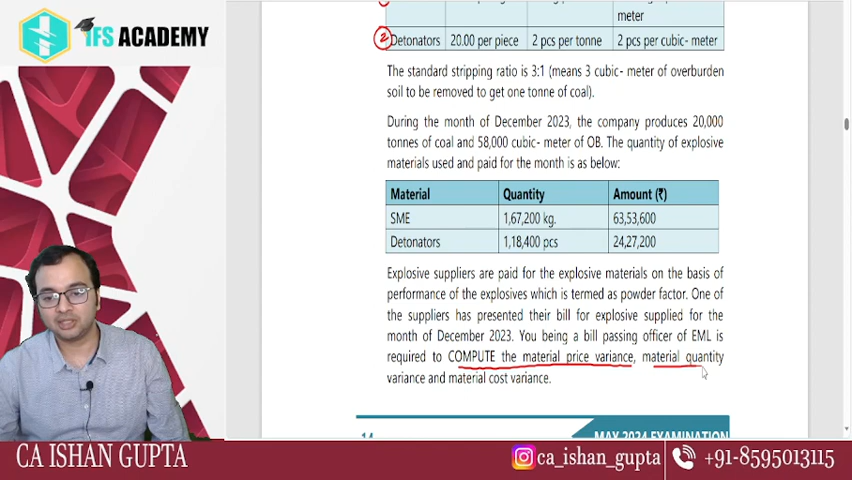 IFS ACADEMY
meter
2 Detonators 20.00 per piece 2 pcs per tonne 2 pcs per cubic- meter
The standard stripping ratio is 3:1 (means 3 cubic- meter of overburden
soil to be removed to get one tonne of coal).
During the month of December 2023, the company produces 20,000
tonnes of coal and 58,000 cubic- meter of OB. The quantity of explosive
materials used and paid for the month is as below:
Material Quantity Amount (₹)
SME 1,67,200 kg. 63,53,600
Detonators 1,18,400 pcs 24,27,200
Explosive suppliers are paid for the explosive materials on the basis of
performance of the explosives which is termed as powder factor. One of
the suppliers has presented their bill for explosive supplied for the
month of December 2023. You being a bill passing officer of EML is
required to COMPUTE the material price variance, material quantity
variance and material cost variance.
14 MAY 2024 EXAMINATION
CA ISHAN GUPTA ca_ishan_gupta +91-8595013115